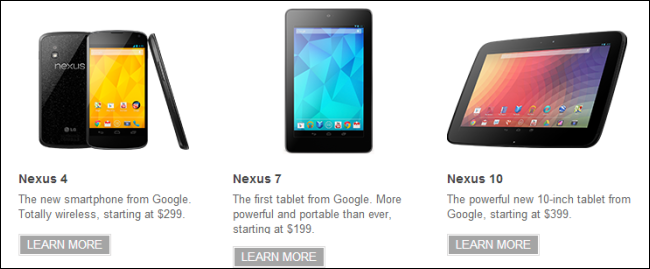 nexus
LG
Nexus 4
The new smartphone from Google.
Totally wireless, starting at $299.
LEARN MORE
Nexus 7
The first tablet from Google. More
powerful and portable than ever,
starting at $199.
LEARN MORE
Nexus 10
The powerful new 10-inch tablet from
Google, starting at $399.
LEARN MORE